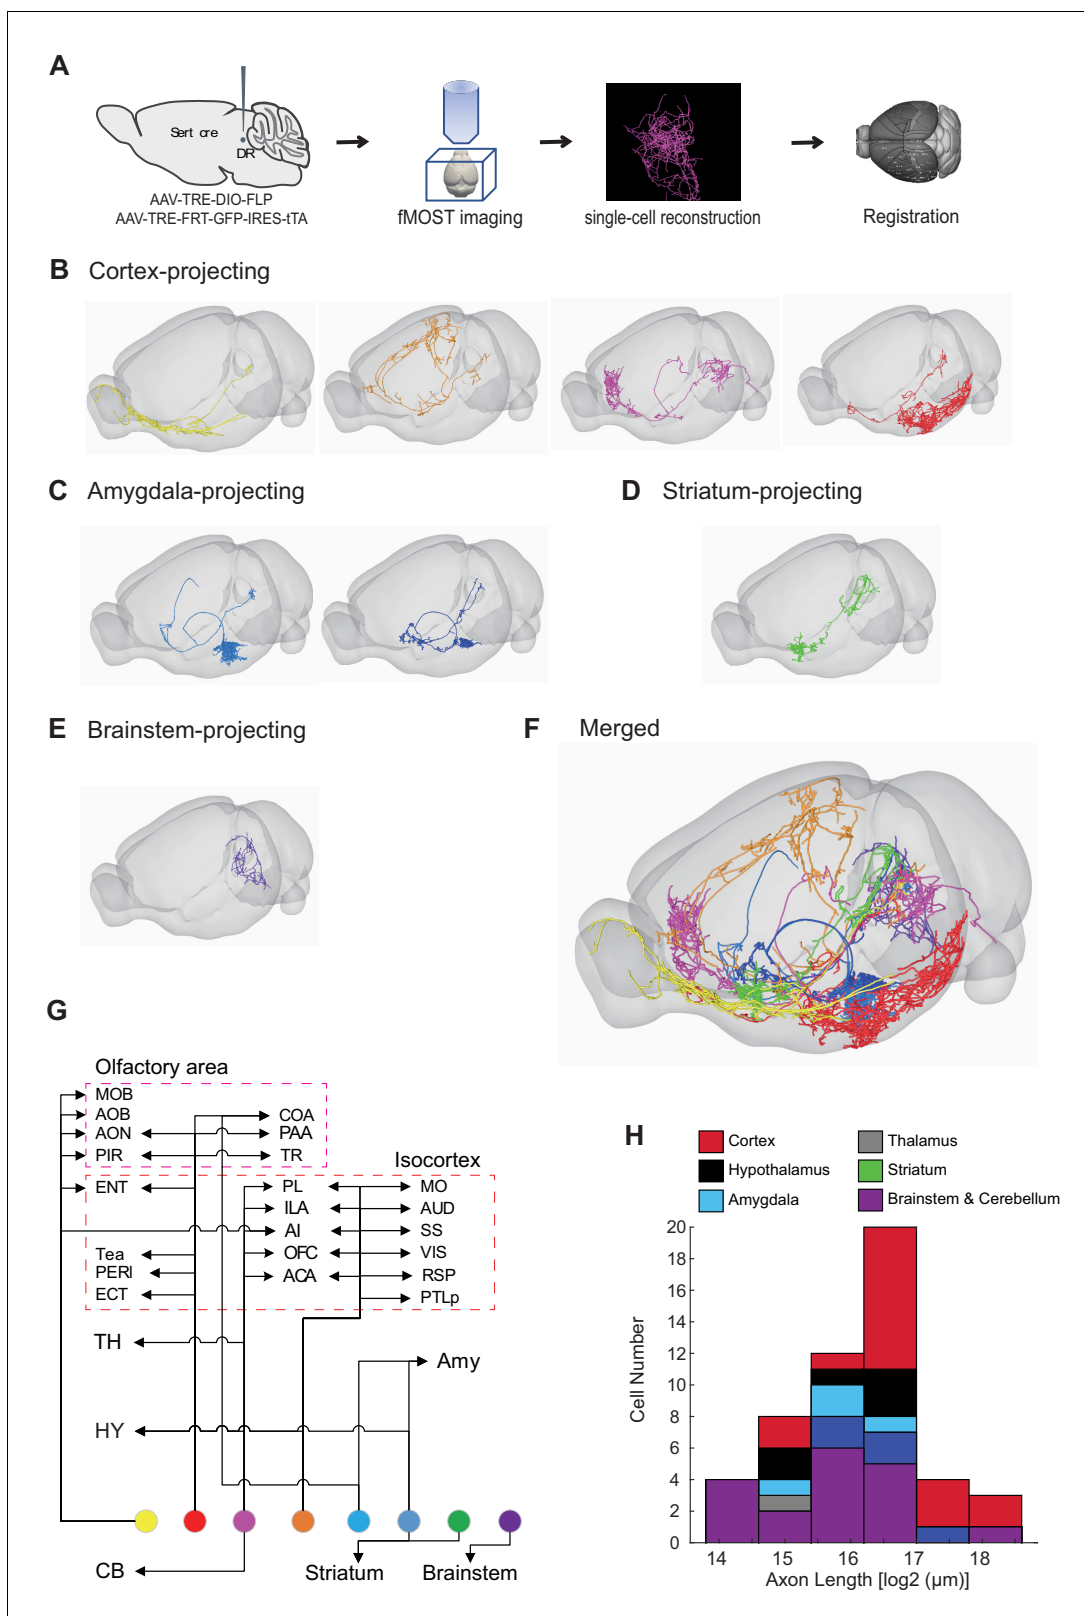 A
Sert cre
DR
AAV-TRE-DIO-FLP
AAV-TRE-FRT-GFP-IRES-tTA
fMOST imaging
single-cell reconstruction
Registration
B Cortex-projecting
C Amygdala-projecting
D Striatum-projecting
E Brainstem-projecting
F Merged
G
Olfactory area
MOB
AOB
COA
AON
PAA
PIR
TR
Isocortex
ENT
PL
MO
ILA
AUD
AI
SS
Tea
OFC
VIS
PERI
ACA
RSP
ECT
PTLp
TH
Amy
HY
CB
Striatum
Brainstem
H
Cortex
Thalamus
Hypothalamus
Striatum
Amygdala
Brainstem & Cerebellum
20
18
16
14
12
10
8
6
4
2
0
Cell Number
14 15 16 17 18
Axon Length [log2 (μm)]